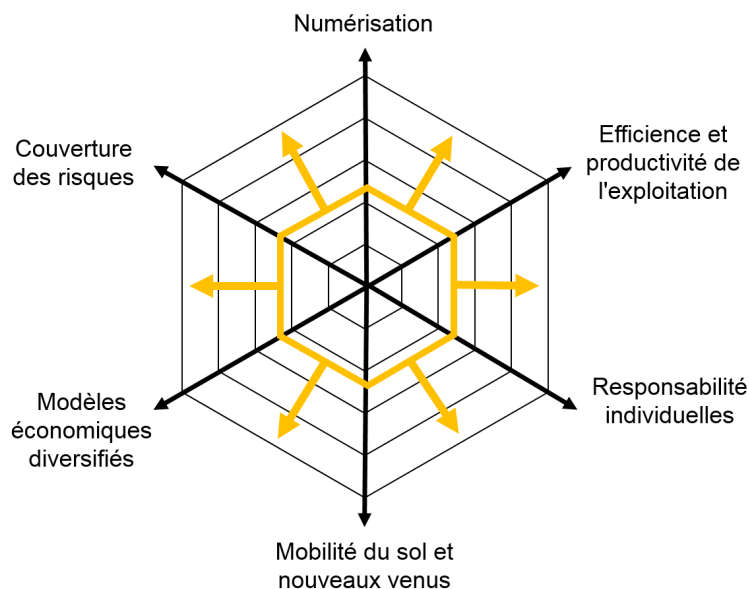 Numérisation
Efficience et
productivité de
l'exploitation
Responsabilité
individuelles
Mobilité du sol et
nouveaux venus
Modèles
économiques
diversifiés
Couverture
des risques